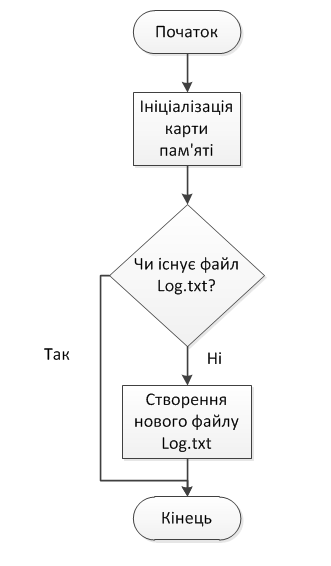 Початок
Ініціалізація
карти
пам'яті
Чи існує файл
Log.txt?
Так
Ні
Створення
нового файлу
Log.txt
Кінець